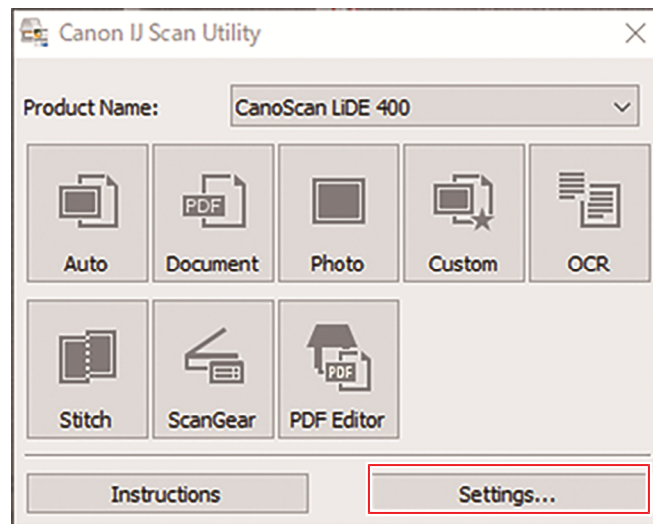 Canon IJ Scan Utility
Product Name: CanoScan LiDE 400
Auto Document Photo Custom OCR
PDF
Stitch ScanGear PDF Editor
PDF
Instructions Settings...